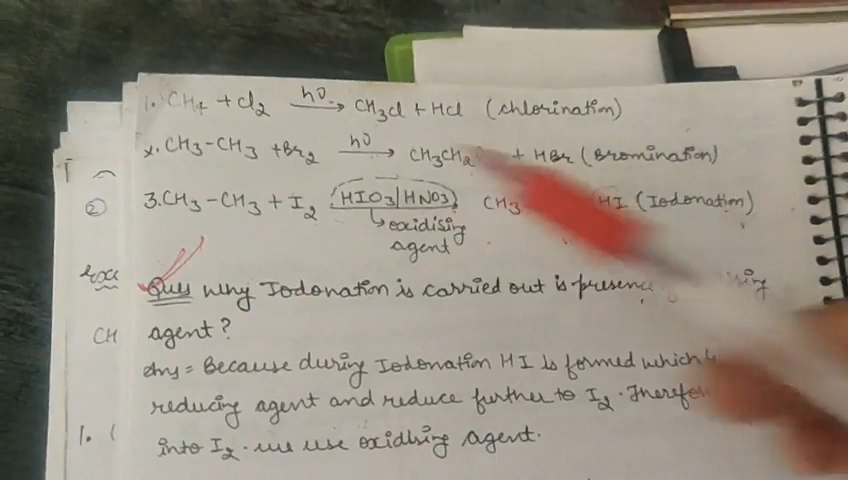 1. CH4 + Cl2 hν → CH3Cl + HCl (Chlorination)
2. CH3-CH3 + Br2 hν → CH3CH2 + HBr (Bromination)
3. CH3-CH3 + I2 HIO3/HNO3 CH3 HI (Iodonation)
② ↳ oxidising
agent
Ques Why Iodonation is carried out is presence
CH agent?
Ans = Because during Iodonation HI is formed which
reducing agent and reduce further to I2. Therefo
1. ( into I2. we use oxidising agent.